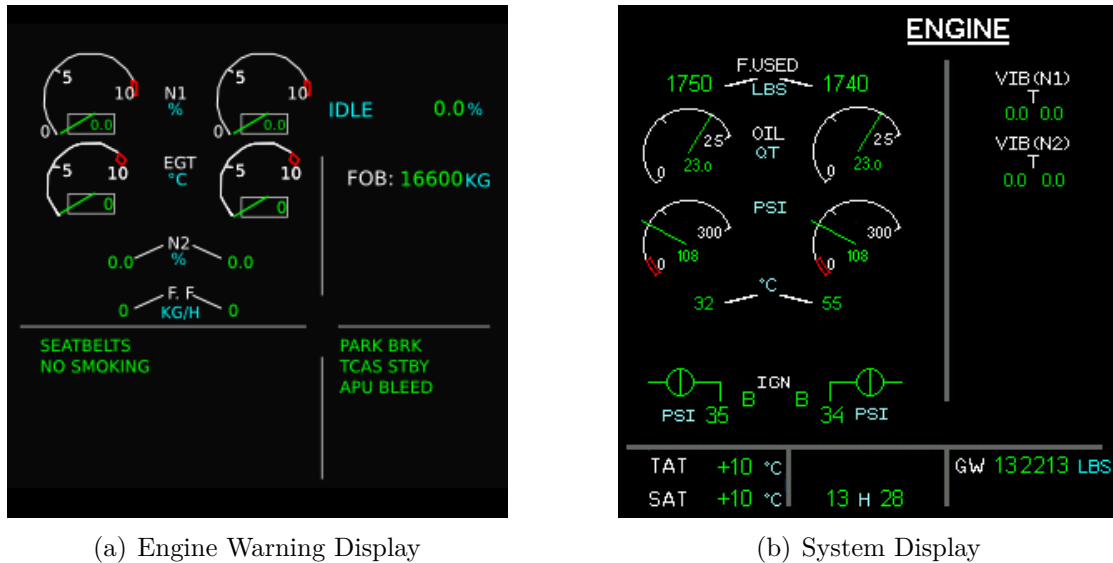 5 10 0 0.0
N1
%
5 10 0 0.0
IDLE 0.0%
5 10 0
EGT
°C
5 10 0
FOB: 16600KG
N2
0.0 % 0.0
F. F
0 KG/H 0
SEATBELTS
NO SMOKING
PARK BRK
TCAS STBY
APU BLEED
(a) Engine Warning Display
ENGINE
F.USED
1750 LBS 1740
OIL
QT
25 23.0 0
25 23.0 0
PSI
300 108 0
300 108 0
°C
32 55
IGN
B B
PSI 35
34 PSI
VIB(N1)
T
0.0 0.0
VIB(N2)
T
0.0 0.0
TAT +10 °C
SAT +10 °C
13 H 28
GW 132213 LBS
(b) System Display